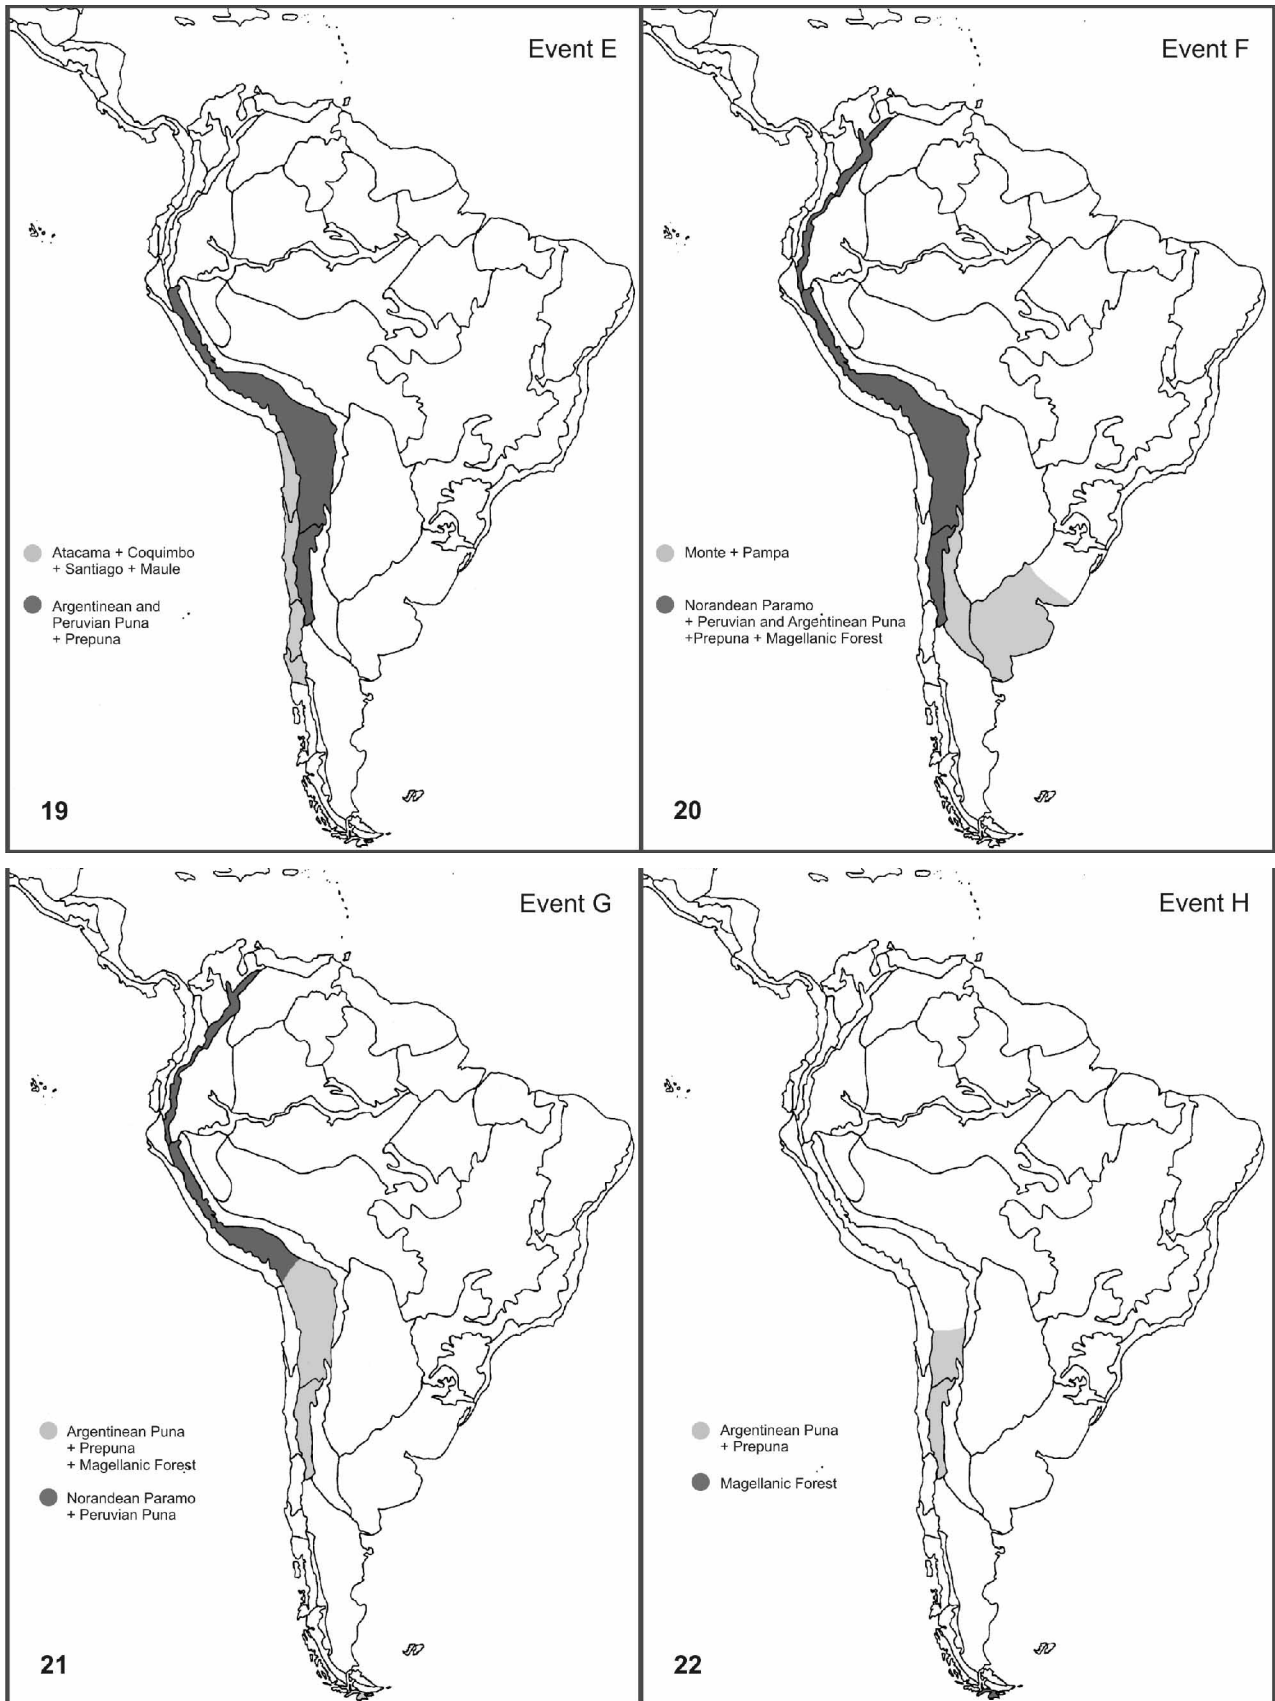 Event E
Atacama + Coquimbo
+ Santiago + Maule
Argentinean and
Peruvian Puna
+ Prepuna
19
Event F
Monte + Pampa
Norandean Paramo
+ Peruvian and Argentinean Puna
+Prepuna + Magellanic Forest
20
Event G
Argentinean Puna
+ Prepuna
+ Magellanic Forest
Norandean Paramo
+ Peruvian Puna
21
Event H
Argentinean Puna
+ Prepuna
Magellanic Forest
22